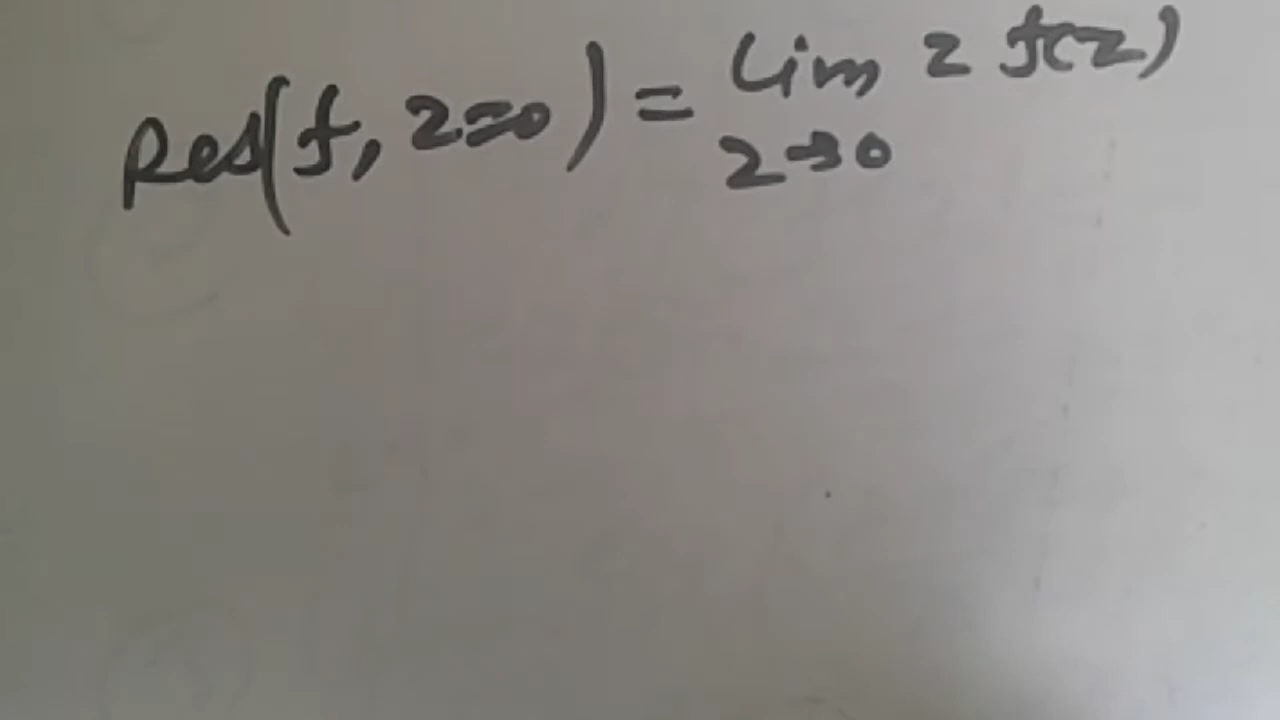 Res(f, z=0) = lim z f(z)
z→0